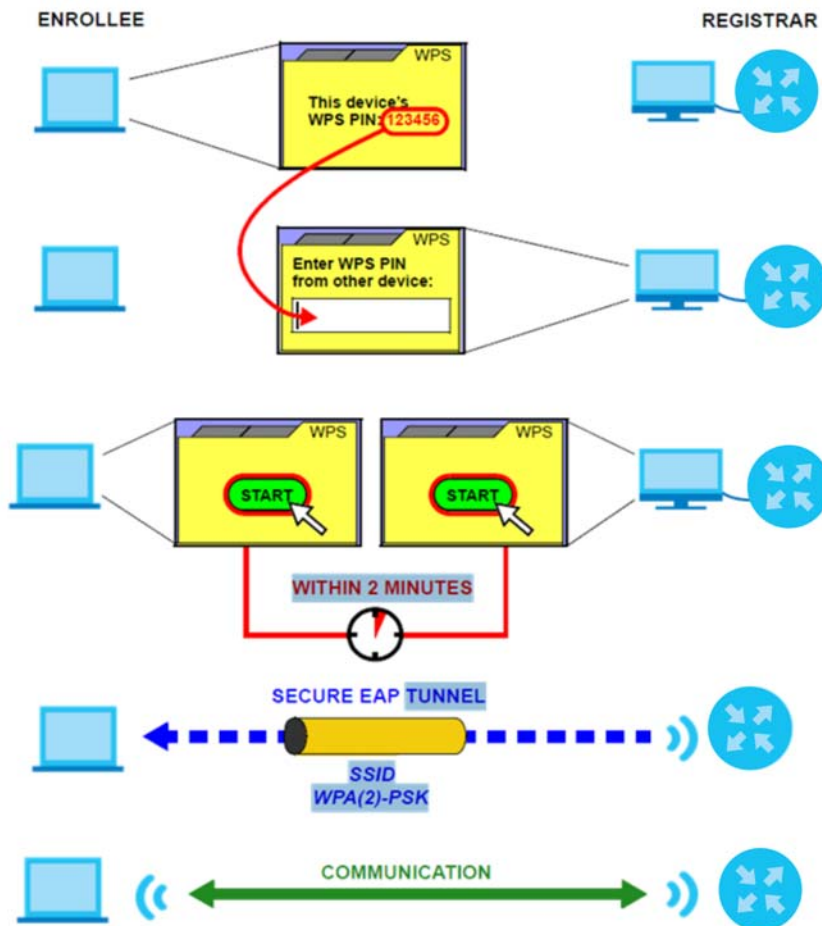 ENROLLEE
REGISTRAR
WPS
This device's
WPS PIN: 123456
WPS
Enter WPS PIN
from other device:
WPS
WPS
START
START
WITHIN 2 MINUTES
SECURE EAP TUNNEL
SSID
WPA(2)-PSK
COMMUNICATION